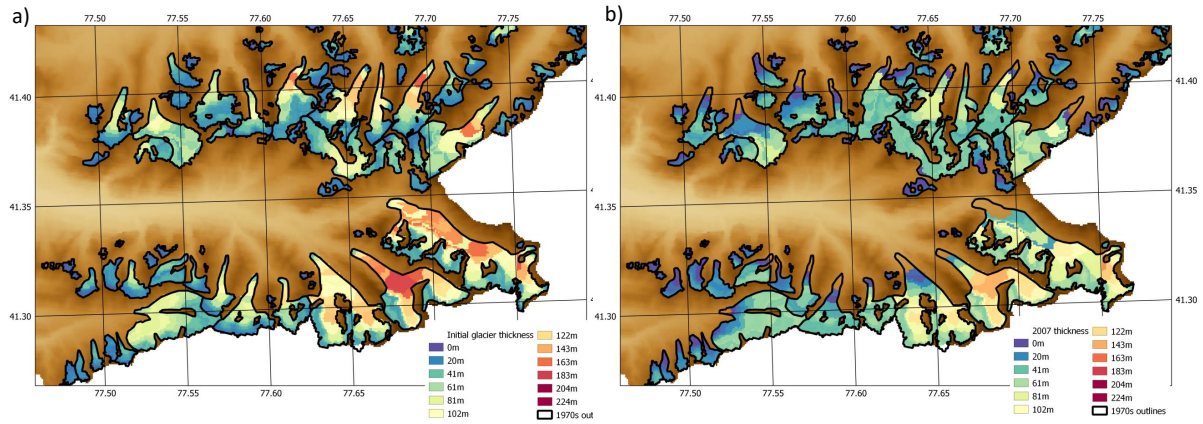 a)
77.50 77.55 77.60 77.65 77.70 77.75
41.40
41.35
41.30
Initial glacier thickness
0m
20m
41m
61m
81m
102m
122m
143m
163m
183m
204m
224m
1970s out
77.50 77.55 77.60 77.65
b)
77.50 77.55 77.60 77.65 77.70 77.75
41.40
41.35
41.30
2007 thickness
0m
20m
41m
61m
81m
102m
122m
143m
163m
183m
204m
224m
1970s outlines
77.50 77.55 77.60 77.65